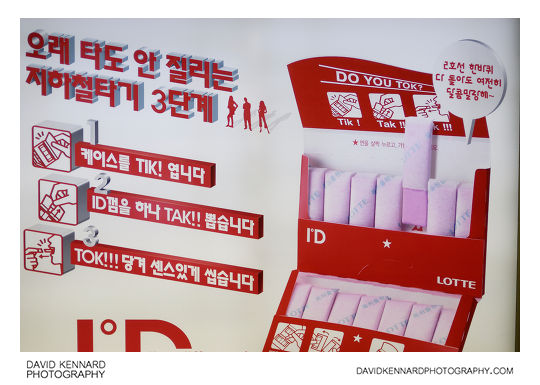 오래 타도 안 질리는
지하철타기 3단계
1
케이스를 TIK! 엽니다
2
ID껌을 하나 TAK!! 뽑습니다
3
TOK!!! 당겨 센스있게 씹습니다
I°D
2호선 한바퀴
다 돌아도 여전히
달콤말랑해~
DO YOU TOK?
Tik !
Tak !!
!!!
I°D
LOTTE
DAVID KENNARD
PHOTOGRAPHY
DAVIDKENNARDPHOTOGRAPHY.COM